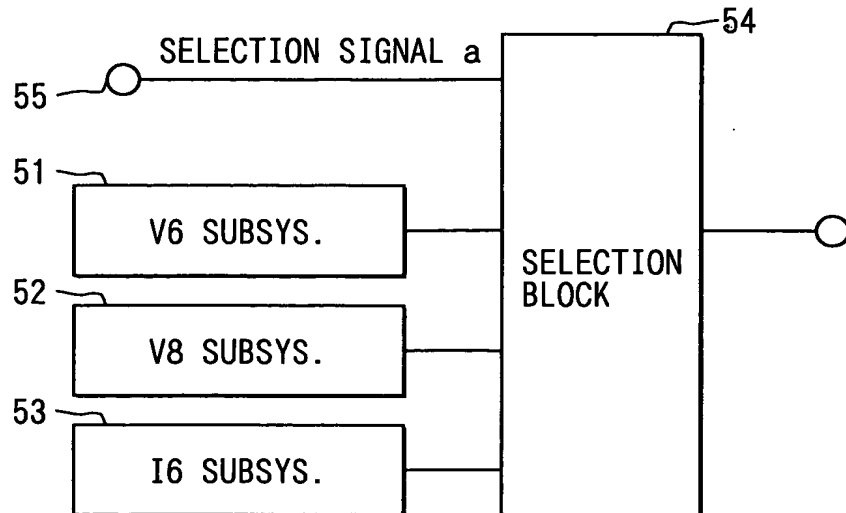 54
SELECTION SIGNAL a
55
51
V6 SUBSYS.
SELECTION
BLOCK
52
V8 SUBSYS.
53
I6 SUBSYS.